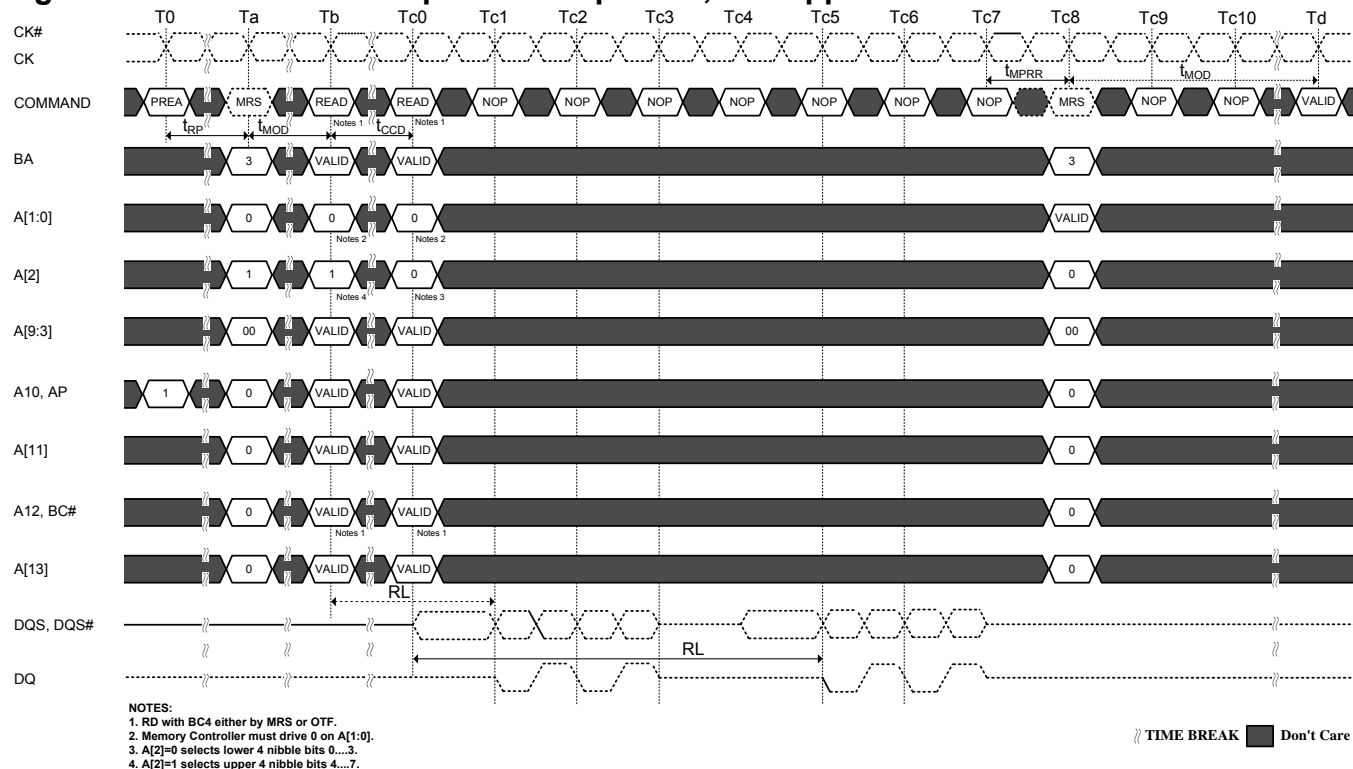 T0 Ta Tb Tc0 Tc1 Tc2 Tc3 Tc4 Tc5 Tc6 Tc7 Tc8 Tc9 Tc10 Td
CK#
CK
tMPRR tMOD
COMMAND PREA MRS READ READ NOP NOP NOP NOP NOP NOP NOP MRS NOP NOP VALID
Notes 1 Notes 1
tRP tMOD tCCD
BA 3 VALID VALID 3
A[1:0] 0 0 0 VALID
Notes 2 Notes 2
A[2] 1 1 0 0
Notes 4 Notes 3
A[9:3] 00 VALID VALID 00
A10, AP 1 0 VALID VALID 0
A[11] 0 VALID VALID 0
A12, BC# 0 VALID VALID 0
Notes 1 Notes 1
A[13] 0 VALID VALID 0
RL
DQS, DQS#
RL
DQ
NOTES:
1. RD with BC4 either by MRS or OTF.
2. Memory Controller must drive 0 on A[1:0].
3. A[2]=0 selects lower 4 nibble bits 0....3.
4. A[2]=1 selects upper 4 nibble bits 4....7.
TIME BREAK Don't Care